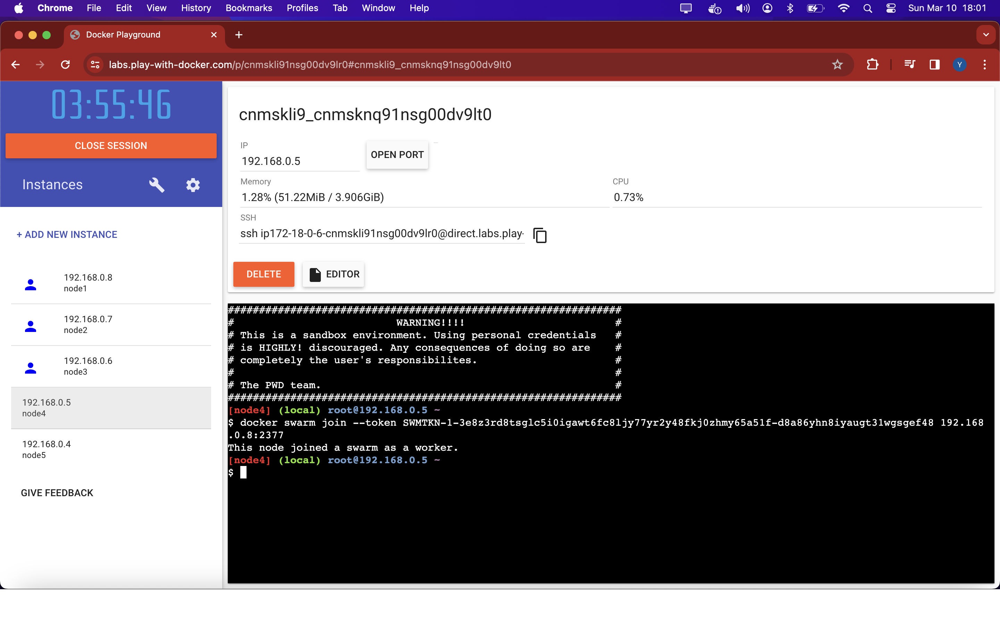 Chrome File Edit View History Bookmarks Profiles Tab Window Help Sun Mar 10 18:01
Docker Playground
labs.play-with-docker.com/p/cnmskli91nsg00dv9lr0#cnmskli9_cnmsknq91nsg00dv9lt0
Y
03:55:46
CLOSE SESSION
Instances
+ ADD NEW INSTANCE
192.168.0.8
node1
192.168.0.7
node2
192.168.0.6
node3
192.168.0.5
node4
192.168.0.4
node5
GIVE FEEDBACK
cnmskli9_cnmsknq91nsg00dv9lt0
IP
192.168.0.5
OPEN PORT
Memory
1.28% (51.22MiB / 3.906GiB)
CPU
0.73%
SSH
ssh ip172-18-0-6-cnmskli91nsg00dv9lr0@direct.labs.play-
DELETE
EDITOR
###############################################################
# WARNING!!!! #
# This is a sandbox environment. Using personal credentials #
# is HIGHLY! discouraged. Any consequences of doing so are #
# completely the user's responsibilites. #
# #
# The PWD team. #
###############################################################
[node4] (local) root@192.168.0.5 ~
$ docker swarm join --token SWMTKN-1-3e8z3rd8tsglc5i0igawt6fc8ljy77yr2y48fkj0zhmy65a51f-d8a86yhn8iyaugt31wgsgef48 192.168
.0.8:2377
This node joined a swarm as a worker.
[node4] (local) root@192.168.0.5 ~
$